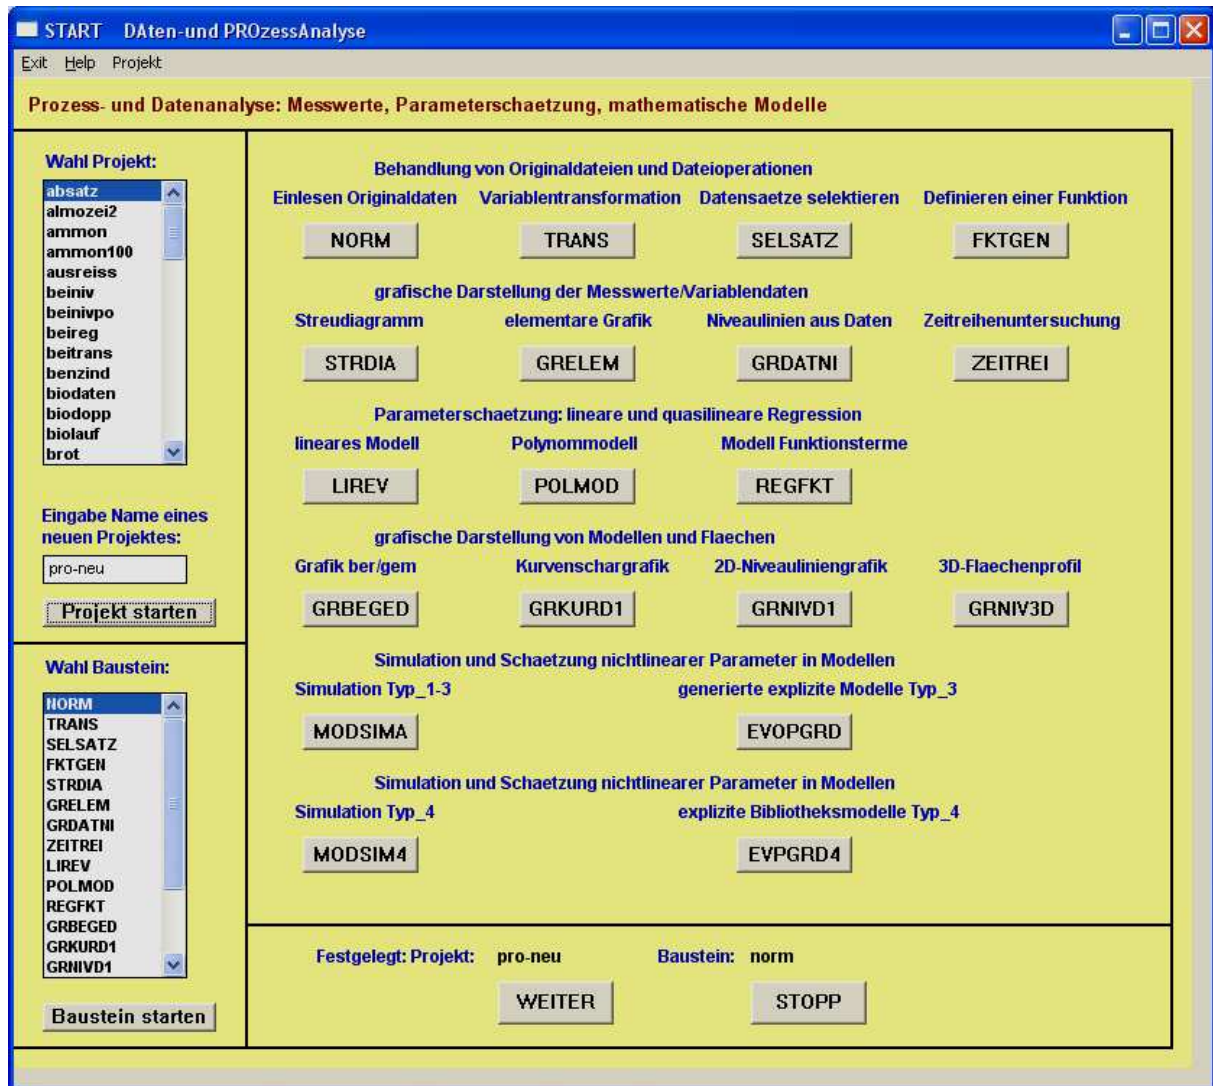 START DAten-und PROzessAnalyse
Exit Help Projekt
Prozess- und Datenanalyse: Messwerte, Parameterschaetzung, mathematische Modelle
Wahl Projekt:
absatz
almozei2
ammon
ammon100
ausreiss
beiniv
beinivpo
beireg
beitrans
benzind
biodaten
biodopp
biolauf
brot
Eingabe Name eines
neuen Projektes:
pro-neu
Projekt starten
Wahl Baustein:
NORM
TRANS
SELSATZ
FKTGEN
STRDIA
GRELEM
GRDATNI
ZEITREI
LIREV
POLMOD
REGFKT
GRBEGED
GRKURD1
GRNIVD1
Baustein starten
Behandlung von Originaldateien und Dateioperationen
Einlesen Originaldaten Variablentransformation Datensaetze selektieren Definieren einer Funktion
NORM TRANS SELSATZ FKTGEN
grafische Darstellung der Messwerte/Variablendaten
Streudiagramm elementare Grafik Niveaulinien aus Daten Zeitreihenuntersuchung
STRDIA GRELEM GRDATNI ZEITREI
Parameterschaetzung: lineare und quasilineare Regression
lineares Modell Polynommodell Modell Funktionsterme
LIREV POLMOD REGFKT
grafische Darstellung von Modellen und Flaechen
Grafik ber/gem Kurvenschargrafik 2D-Niveauliniengrafik 3D-Flaechenprofil
GRBEGED GRKURD1 GRNIVD1 GRNIV3D
Simulation und Schaetzung nichtlinearer Parameter in Modellen
Simulation Typ_1-3 generierte explizite Modelle Typ_3
MODSIMA EVOPGRD
Simulation und Schaetzung nichtlinearer Parameter in Modellen
Simulation Typ_4 explizite Bibliotheksmodelle Typ_4
MODSIM4 EVPGRD4
Festgelegt: Projekt: pro-neu Baustein: norm
WEITER STOPP